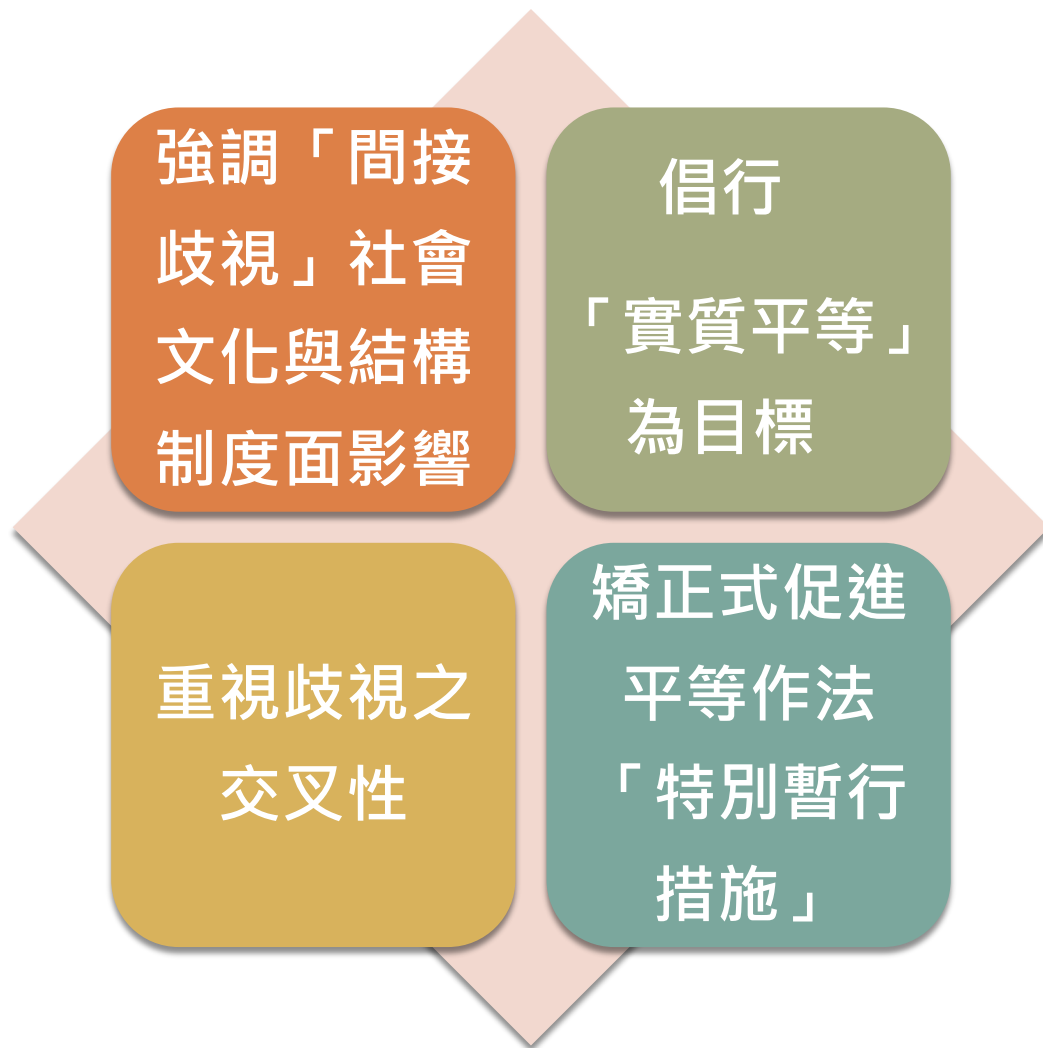 強調「間接
歧視」社會
文化與結構
制度面影響
倡行
「實質平等」
為目標
重視歧視之
交叉性
矯正式促進
平等作法
「特別暫行
措施」